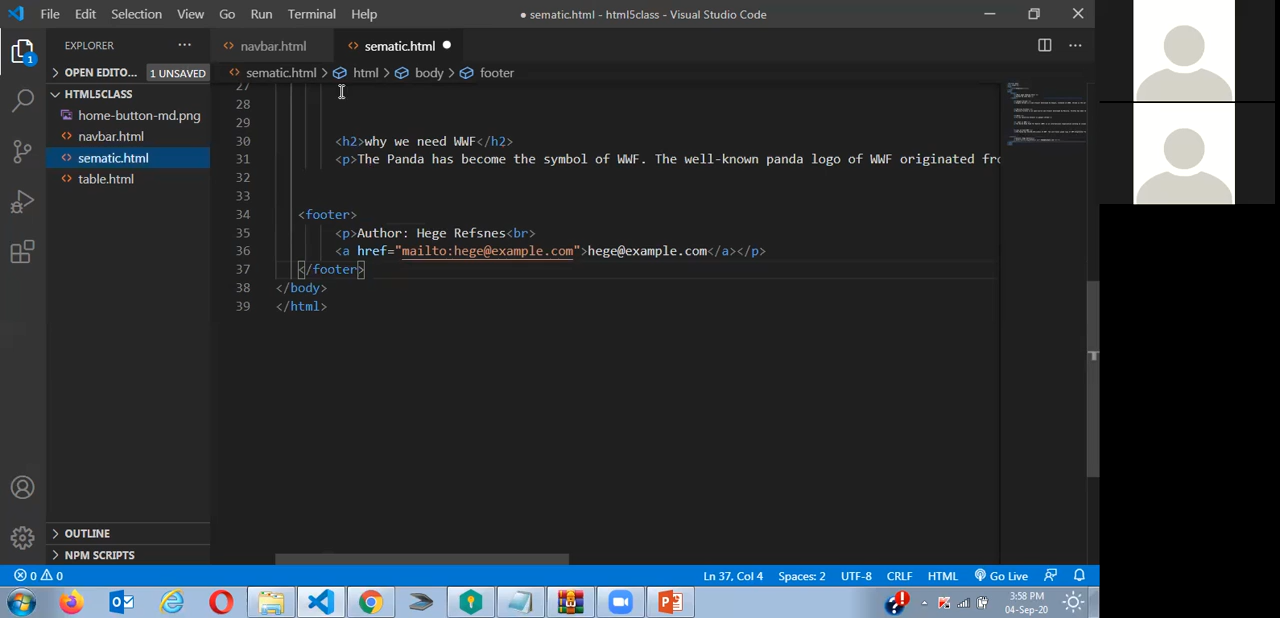 File Edit Selection View Go Run Terminal Help
● sematic.html - html5class - Visual Studio Code
EXPLORER
navbar.html
sematic.html
OPEN EDITO...
1 UNSAVED
sematic.html > html > body > footer
HTML5CLASS
home-button-md.png
navbar.html
sematic.html
table.html
27
28
29
30 <h2>why we need WWF</h2>
31 <p>The Panda has become the symbol of WWF. The well-known panda logo of WWF originated fro
32
33
34 <footer>
35 <p>Author: Hege Refsnes<br>
36 <a href="mailto:hege@example.com">hege@example.com</a></p>
37 </footer>
38 </body>
39 </html>
1
OUTLINE
NPM SCRIPTS
0 0
Ln 37, Col 4 Spaces: 2 UTF-8 CRLF HTML Go Live
3:58 PM
04-Sep-20